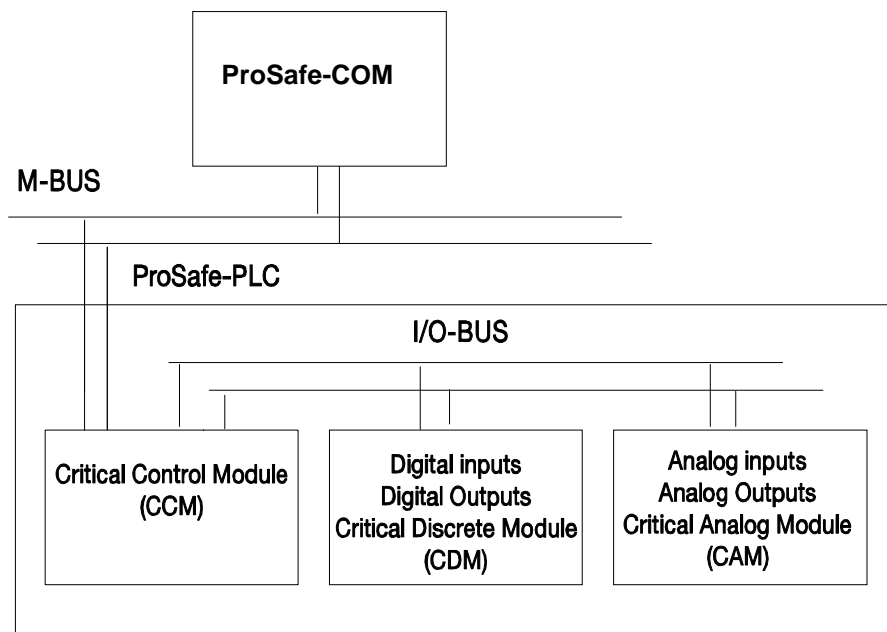 ProSafe-COM
M-BUS
ProSafe-PLC
I/O-BUS
Critical Control Module
(CCM)
Digital inputs
Digital Outputs
Critical Discrete Module
(CDM)
Analog inputs
Analog Outputs
Critical Analog Module
(CAM)